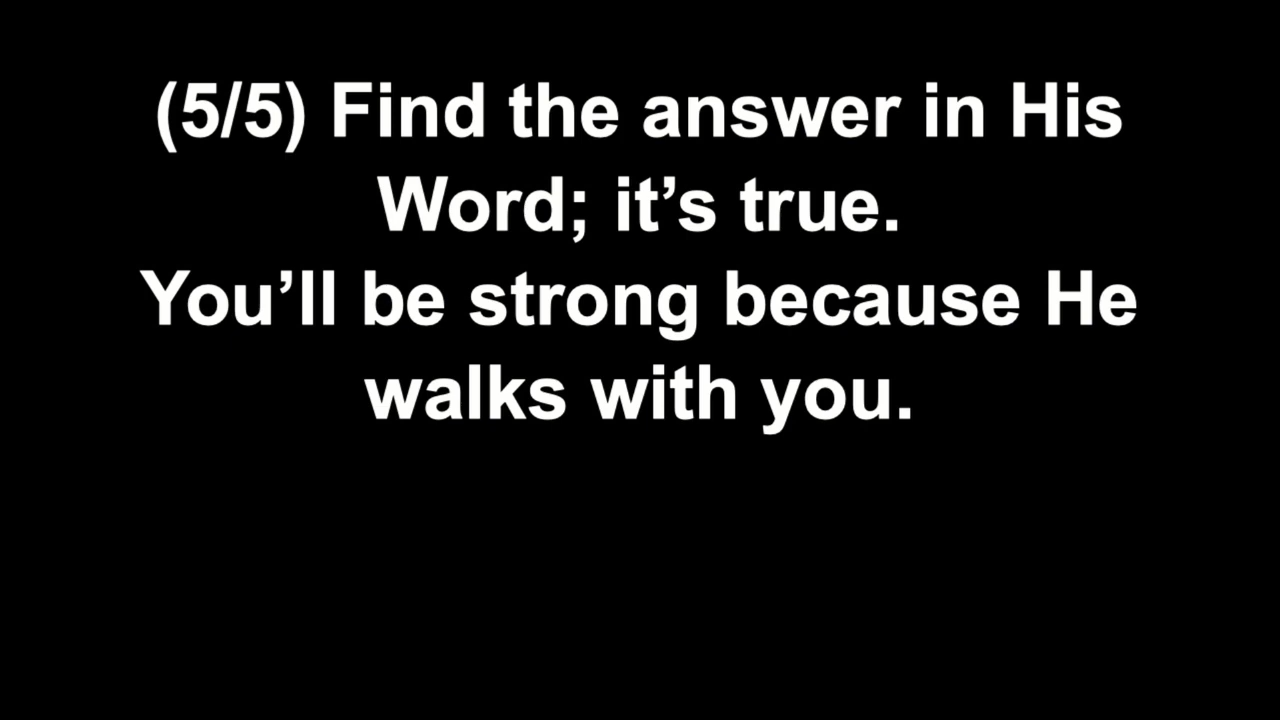 (5/5) Find the answer in His
Word; it’s true.
You’ll be strong because He
walks with you.